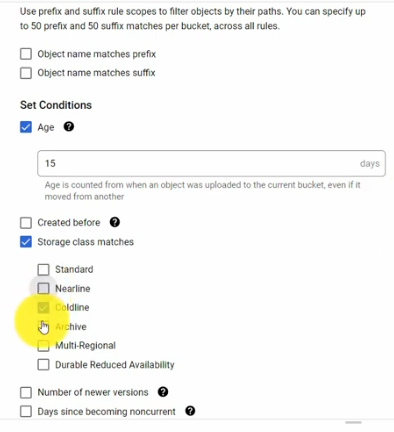 Use prefix and suffix rule scopes to filter objects by their paths. You can specify up
to 50 prefix and 50 suffix matches per bucket, across all rules.
Object name matches prefix
Object name matches suffix
Set Conditions
Age ?
15 days
Age is counted from when an object was uploaded to the current bucket, even if it
moved from another
Created before ?
Storage class matches
Standard
Nearline
Coldline
Archive
Multi-Regional
Durable Reduced Availability
Number of newer versions ?
Days since becoming noncurrent ?